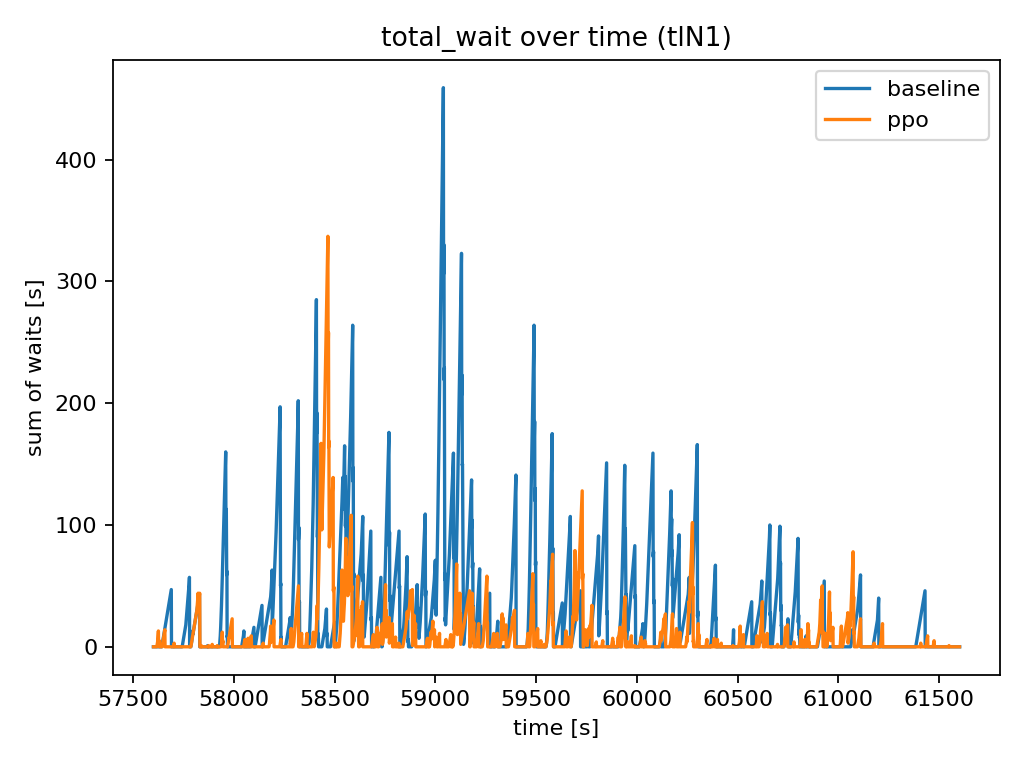 total_wait over time (tlN1)
baseline
ppo
sum of waits [s]
400
300
200
100
0
57500 58000 58500 59000 59500 60000 60500 61000 61500
time [s]